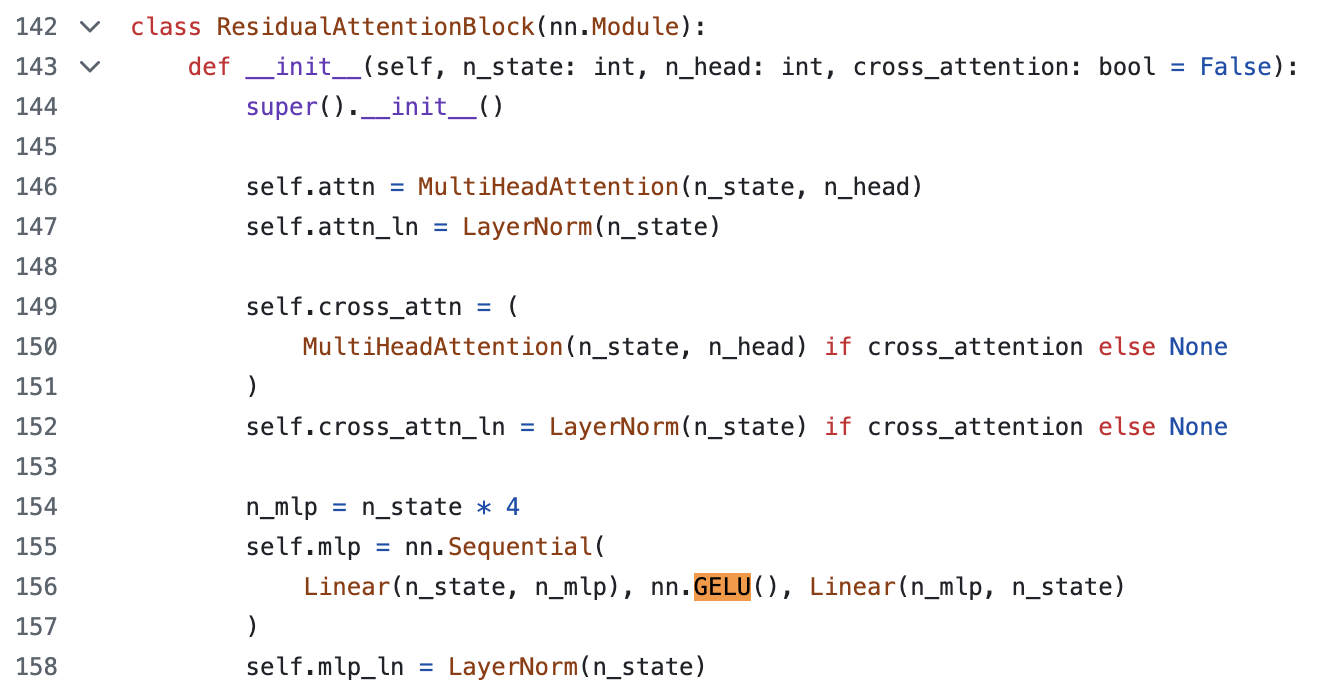 142 class ResidualAttentionBlock(nn.Module):
143     def __init__(self, n_state: int, n_head: int, cross_attention: bool = False):
144         super().__init__()
145
146         self.attn = MultiHeadAttention(n_state, n_head)
147         self.attn_ln = LayerNorm(n_state)
148
149         self.cross_attn = (
150             MultiHeadAttention(n_state, n_head) if cross_attention else None
151         )
152         self.cross_attn_ln = LayerNorm(n_state) if cross_attention else None
153
154         n_mlp = n_state * 4
155         self.mlp = nn.Sequential(
156             Linear(n_state, n_mlp), nn.GELU(), Linear(n_mlp, n_state)
157         )
158         self.mlp_ln = LayerNorm(n_state)